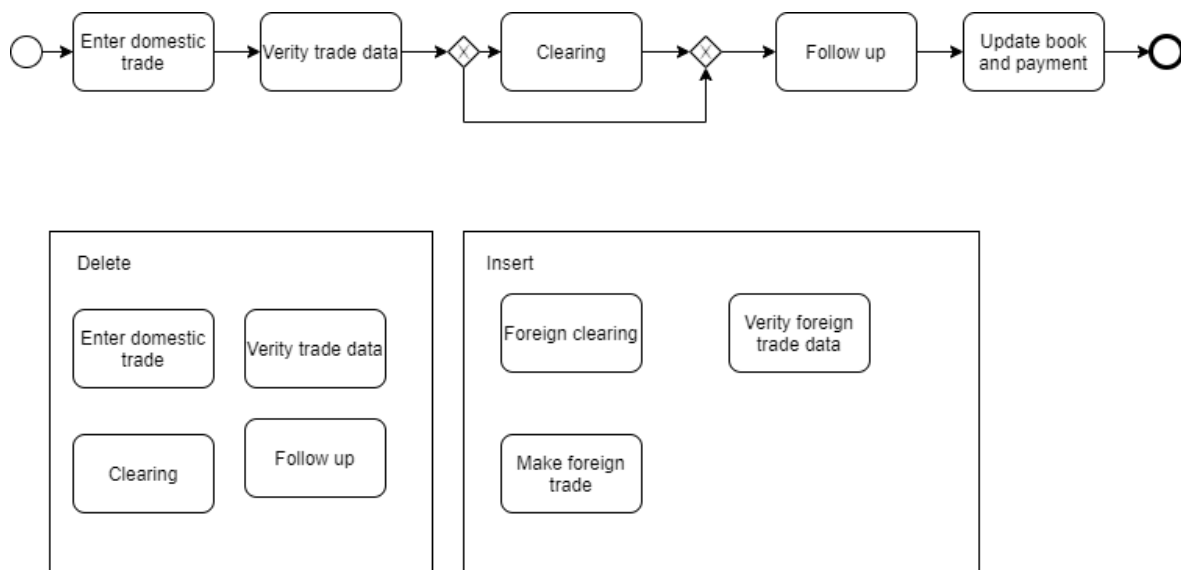 Enter domestic
trade
Verity trade data
Clearing
Follow up
Update book
and payment
Delete
Enter domestic
trade
Verity trade data
Clearing
Follow up
Insert
Foreign clearing
Verity foreign
trade data
Make foreign
trade